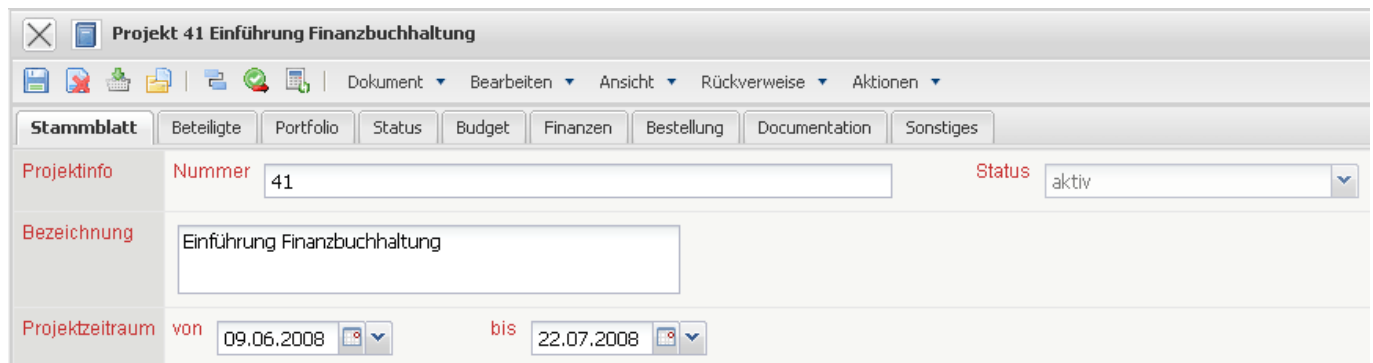 Projekt 41 Einführung Finanzbuchhaltung
Dokument Bearbeiten Ansicht Rückverweise Aktionen
Stammblatt Beteiligte Portfolio Status Budget Finanzen Bestellung Documentation Sonstiges
Projektinfo Nummer 41 Status aktiv
Bezeichnung Einführung Finanzbuchhaltung
Projektzeitraum von 09.06.2008 bis 22.07.2008